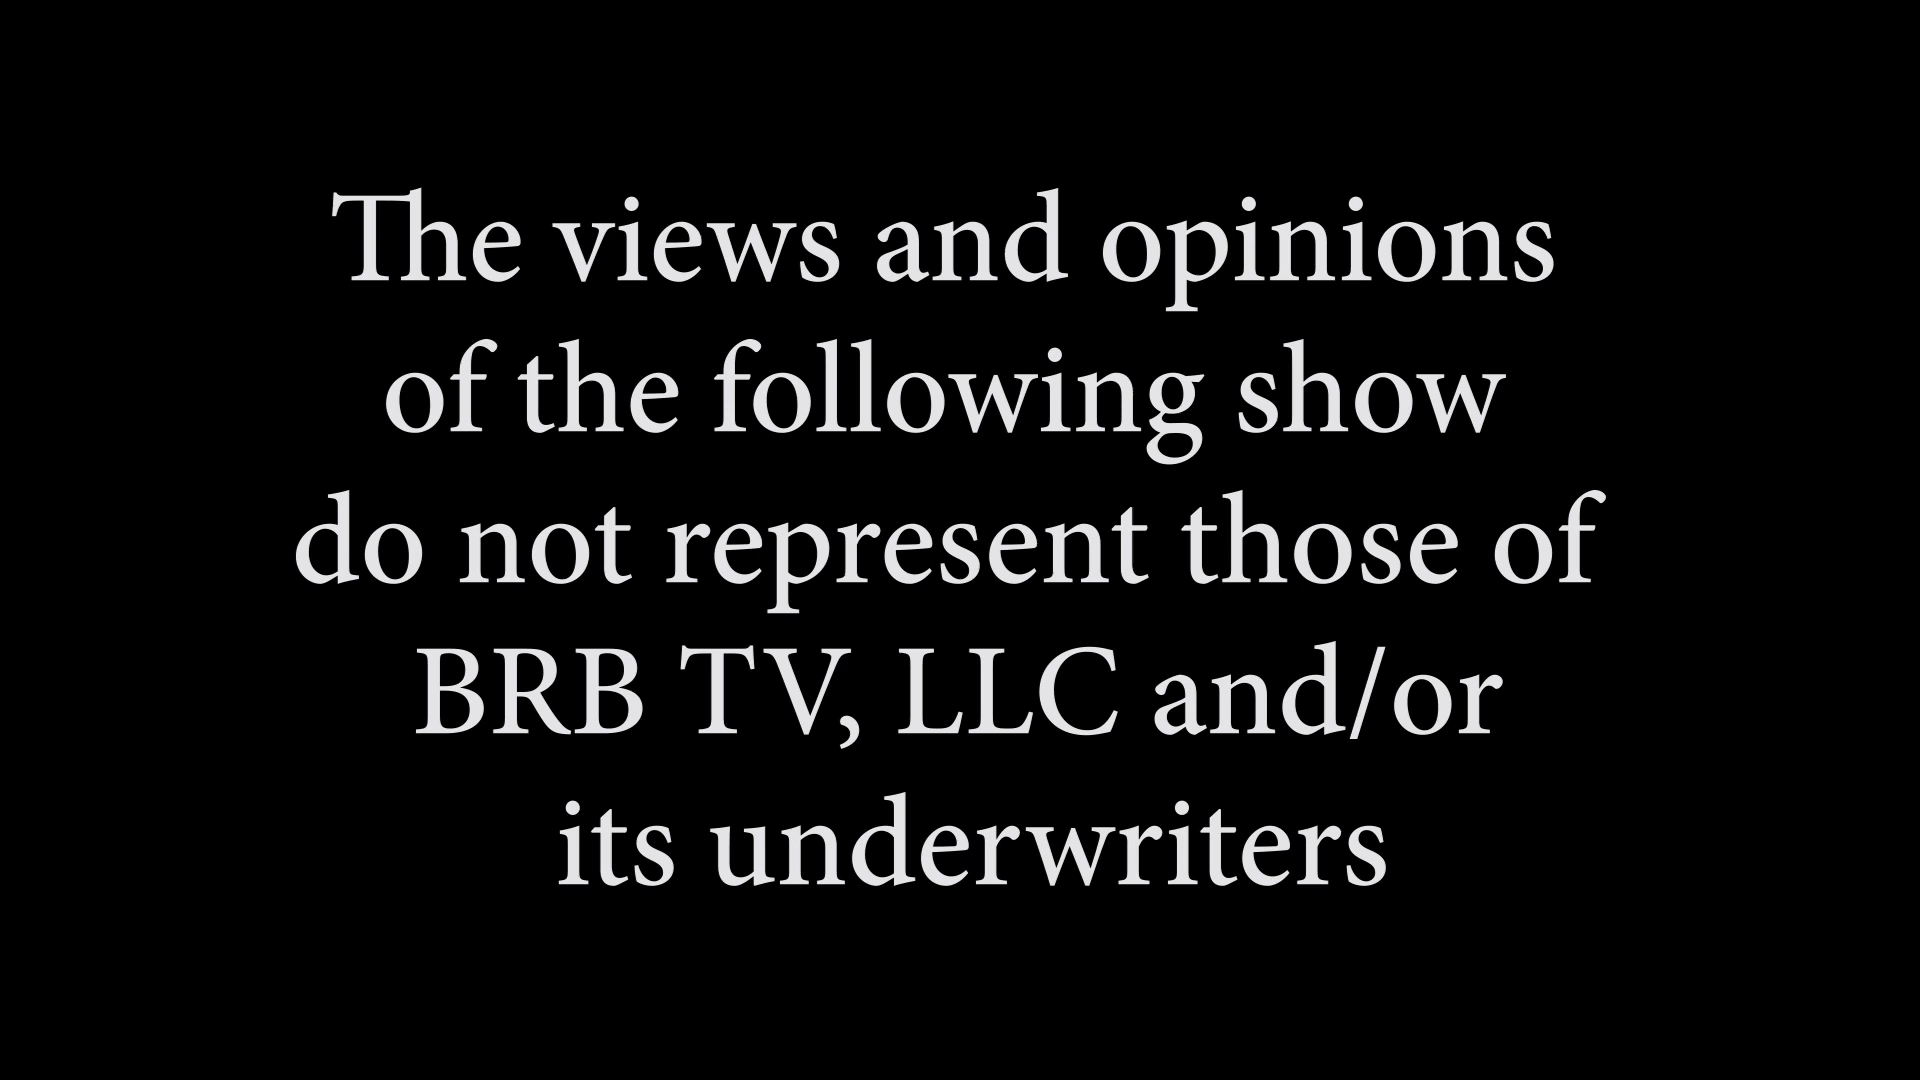 The views and opinions
of the following show
do not represent those of
BRB TV, LLC and/or
its underwriters